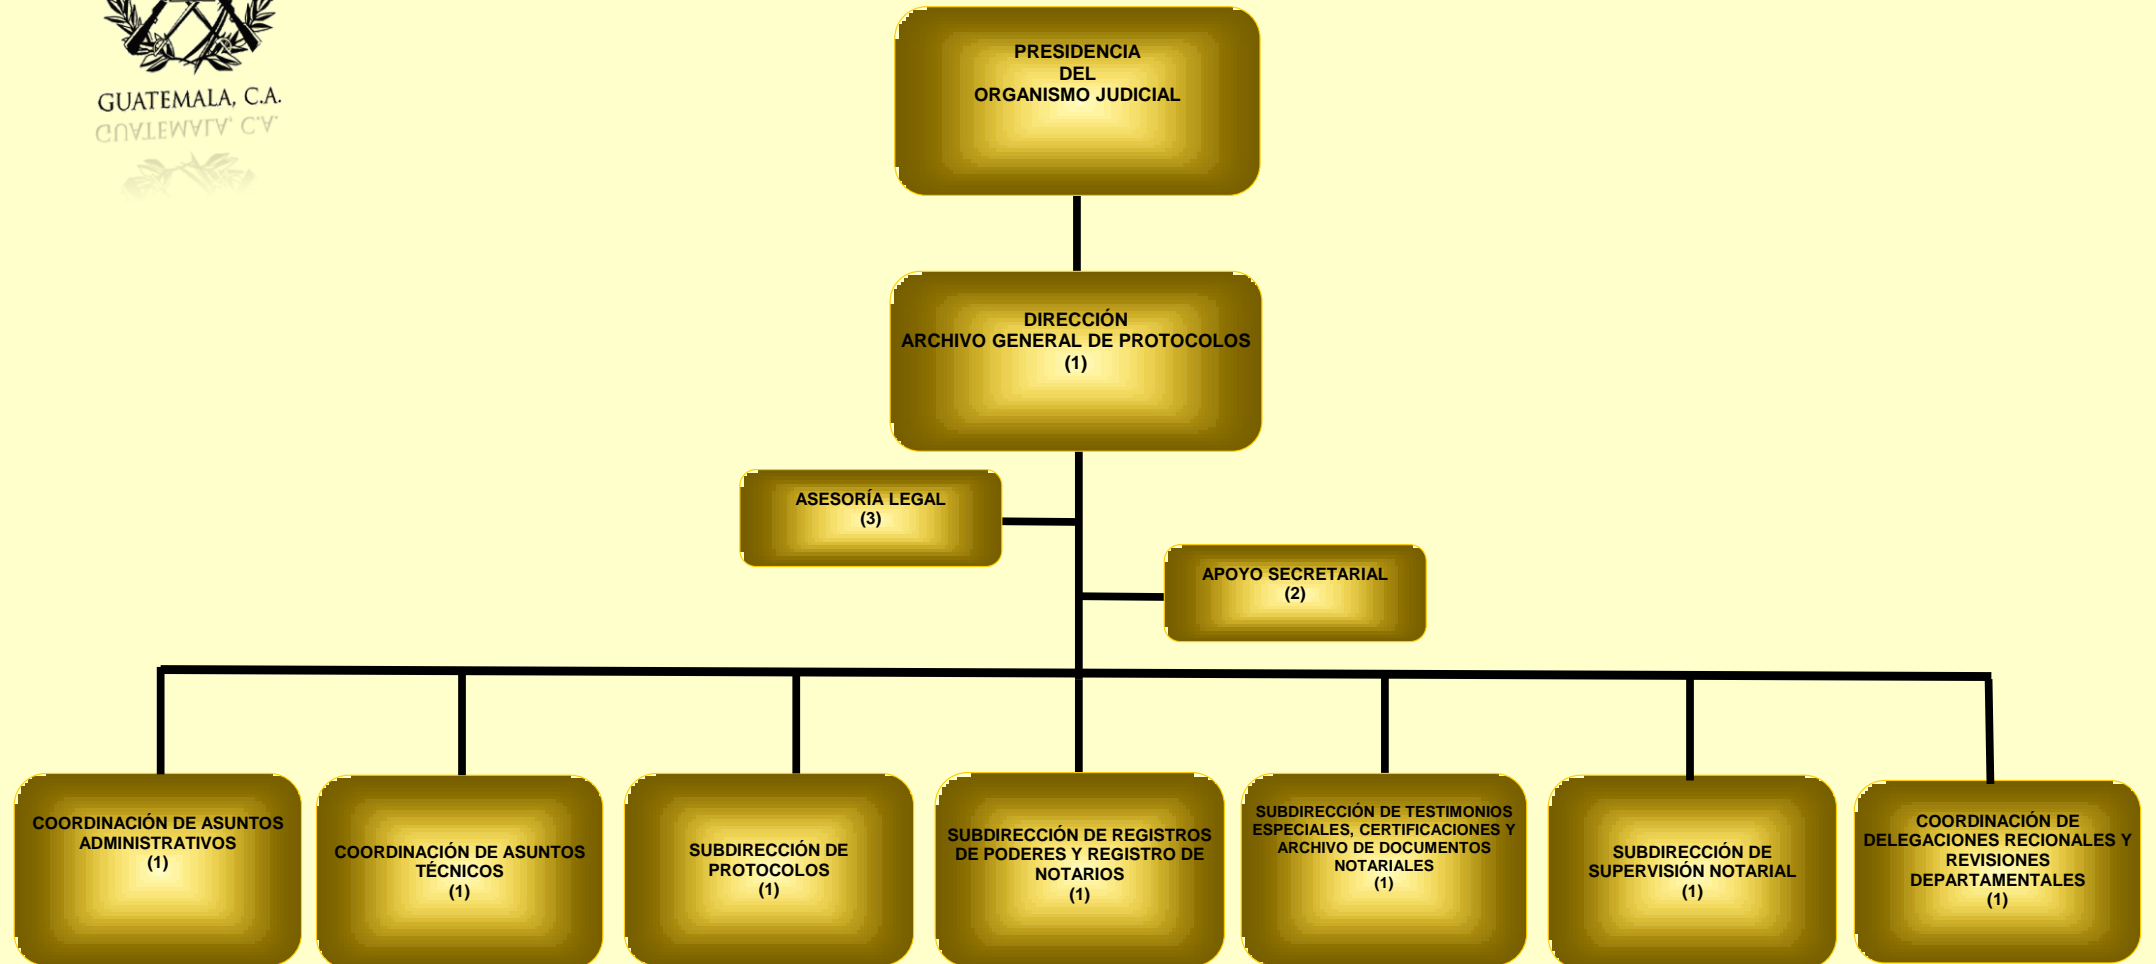 GUATEMALA, C.A.
PRESIDENCIA
DEL
ORGANISMO JUDICIAL
DIRECCIÓN
ARCHIVO GENERAL DE PROTOCOLOS
(1)
ASESORÍA LEGAL
(3)
APOYO SECRETARIAL
(2)
COORDINACIÓN DE ASUNTOS
ADMINISTRATIVOS
(1)
COORDINACIÓN DE ASUNTOS
TÉCNICOS
(1)
SUBDIRECCIÓN DE
PROTOCOLOS
(1)
SUBDIRECCIÓN DE REGISTROS
DE PODERES Y REGISTRO DE
NOTARIOS
(1)
SUBDIRECCIÓN DE TESTIMONIOS
ESPECIALES, CERTIFICACIONES Y
ARCHIVO DE DOCUMENTOS
NOTARIALES
(1)
SUBDIRECCIÓN DE
SUPERVISIÓN NOTARIAL
(1)
COORDINACIÓN DE
DELEGACIONES RECIONALES Y
REVISIONES
DEPARTAMENTALES
(1)